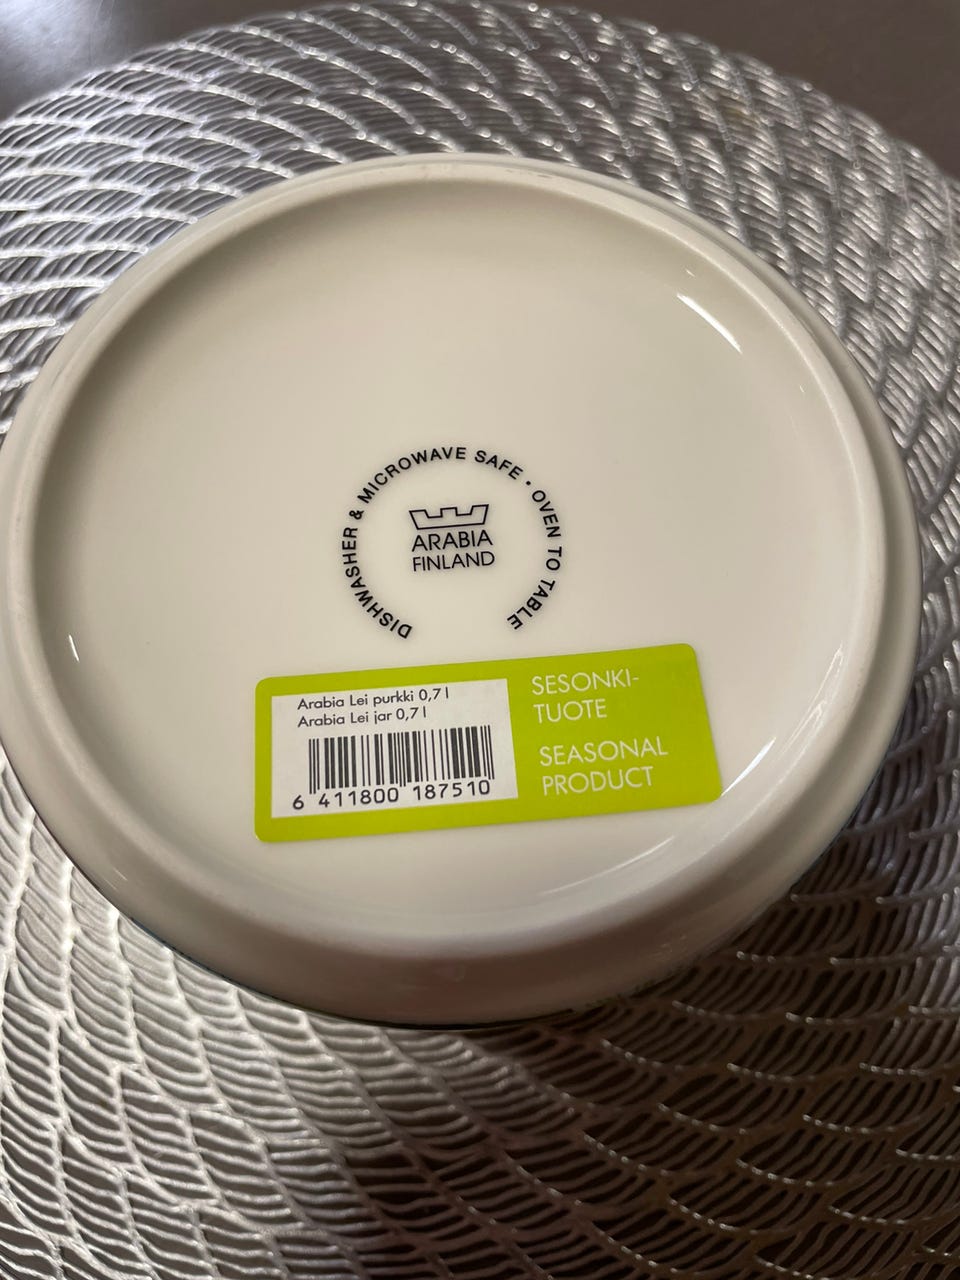 DISHWASHER & MICROWAVE SAFE • OVEN TO TABLE
ARABIA
FINLAND
Arabia Lei purkki 0,7 l
Arabia Lei jar 0,7 l
6 411800 187510
SESONKI-
TUOTE
SEASONAL
PRODUCT